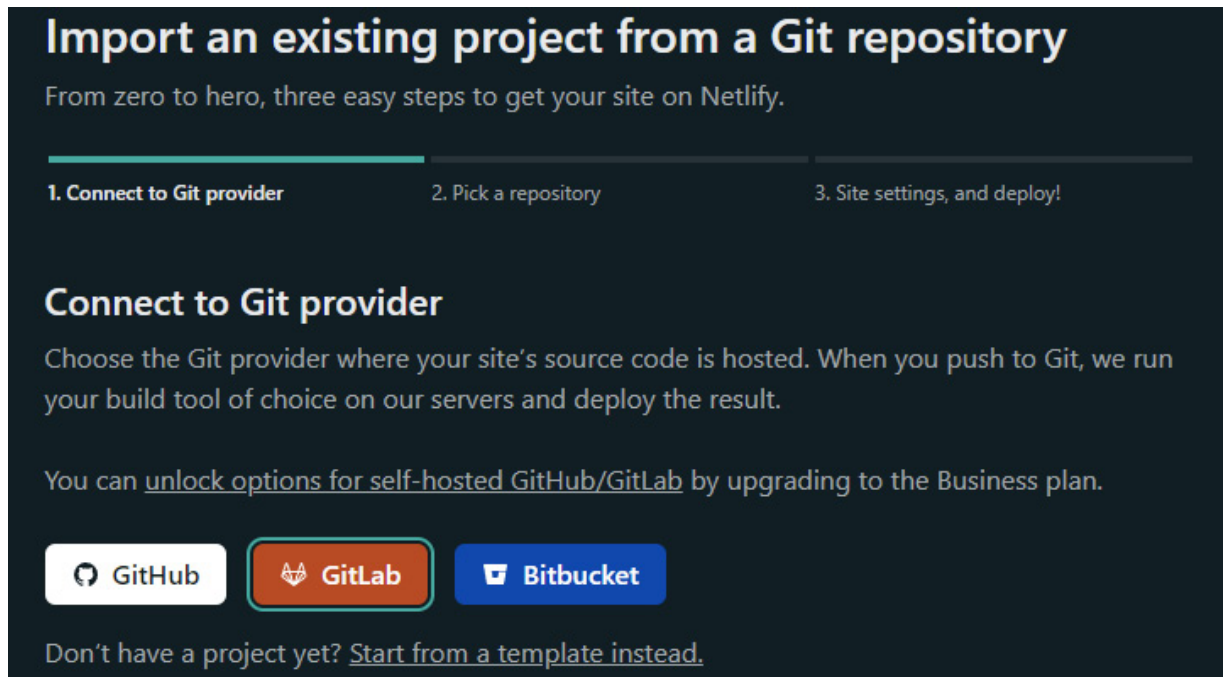 Import an existing project from a Git repository
From zero to hero, three easy steps to get your site on Netlify.
1. Connect to Git provider
2. Pick a repository
3. Site settings, and deploy!
Connect to Git provider
Choose the Git provider where your site’s source code is hosted. When you push to Git, we run
your build tool of choice on our servers and deploy the result.
You can unlock options for self-hosted GitHub/GitLab by upgrading to the Business plan.
GitHub
GitLab
Bitbucket
Don’t have a project yet? Start from a template instead.